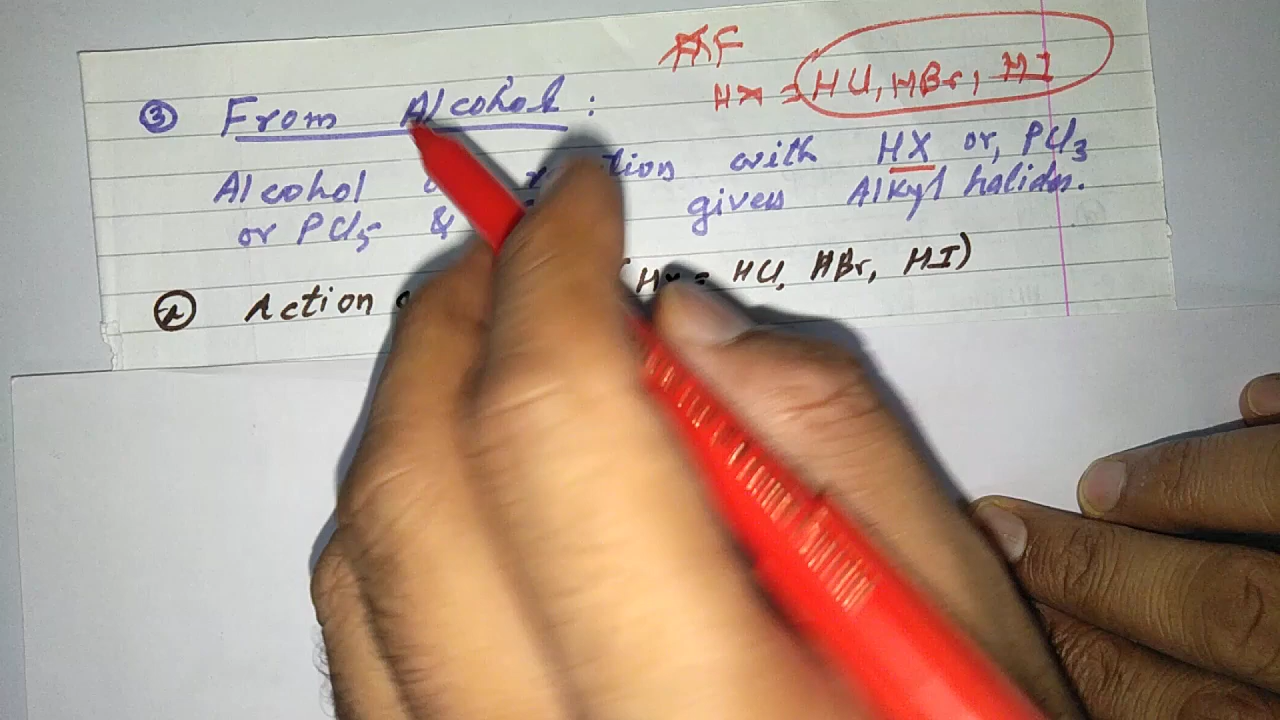 HF
HX = HCl, HBr, HI
③ From Alcohol :
Alcohol with HX or, PCl3
or PCl5 & gives Alkyl halides.
Action HX = HCl, HBr, HI)